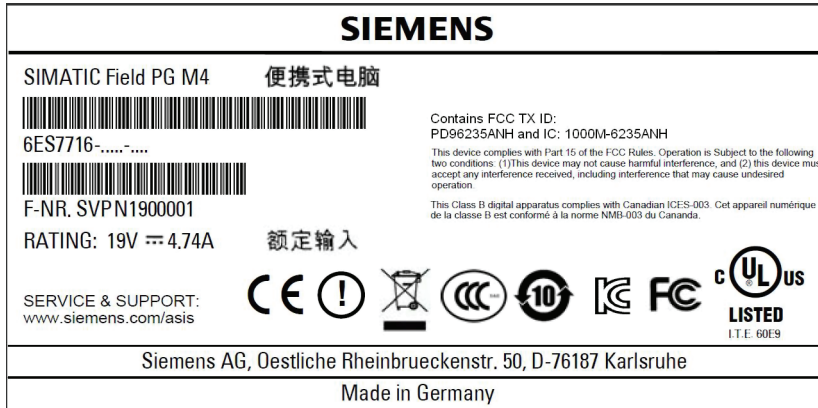 SIEMENS
SIMATIC Field PG M4 便携式电脑
6ES7716-.....-....
F-NR. SVPN1900001
RATING: 19V ⎓ 4.74A 额定输入
Contains FCC TX ID:
PD96235ANH and IC: 1000M-6235ANH
This device complies with Part 15 of the FCC Rules. Operation is Subject to the following
two conditions: (1)This device may not cause harmful interference, and (2) this device mus
accept any interference received, including interference that may cause undesired
operation.
This Class B digital apparatus complies with Canadian ICES-003. Cet appareil numérique
de la classe B est conformé à la norme NMB-003 du Cananda.
SERVICE & SUPPORT:
www.siemens.com/asis
CE ! CCC 10 KC FC C UL ® US
LISTED
I.T.E. 60E9
Siemens AG, Oestliche Rheinbrueckenstr. 50, D-76187 Karlsruhe
Made in Germany